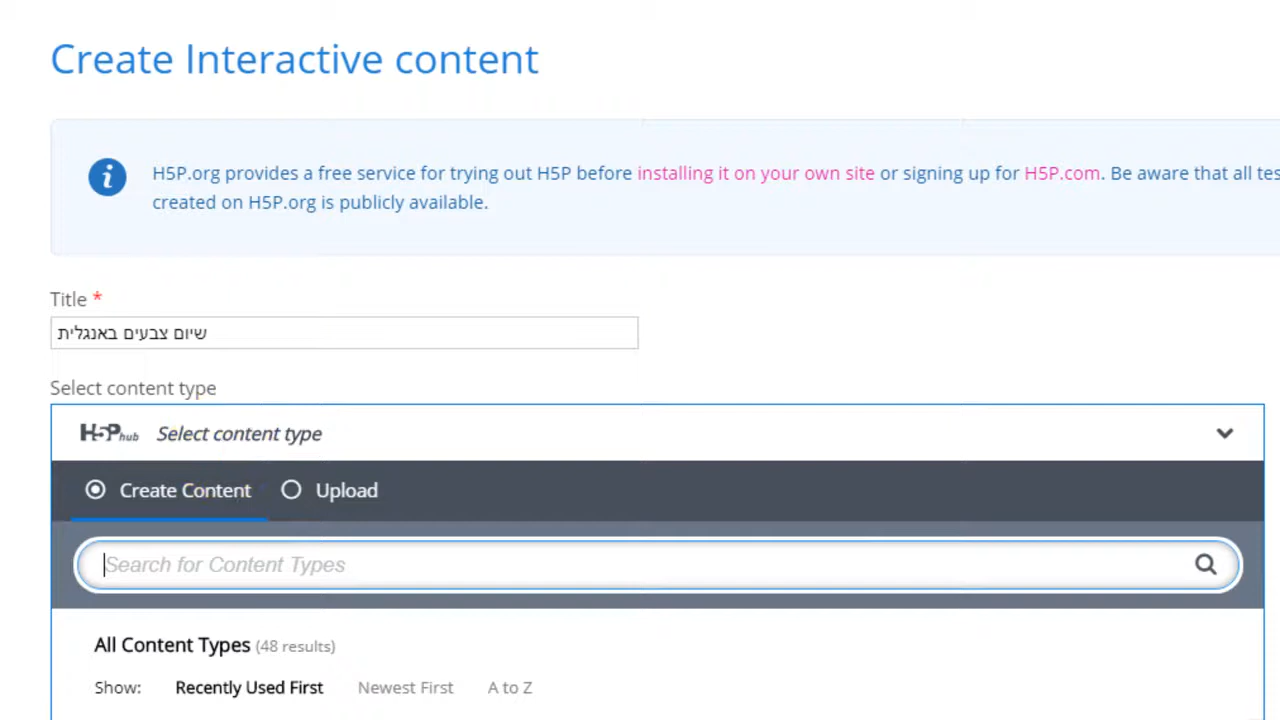 Create Interactive content
H5P.org provides a free service for trying out H5P before installing it on your own site or signing up for H5P.com. Be aware that all tes
created on H5P.org is publicly available.
Title *
שיום צבעים באנגלית
Select content type
H5Phub Select content type
Create Content Upload
Search for Content Types
All Content Types (48 results)
Show: Recently Used First Newest First A to Z